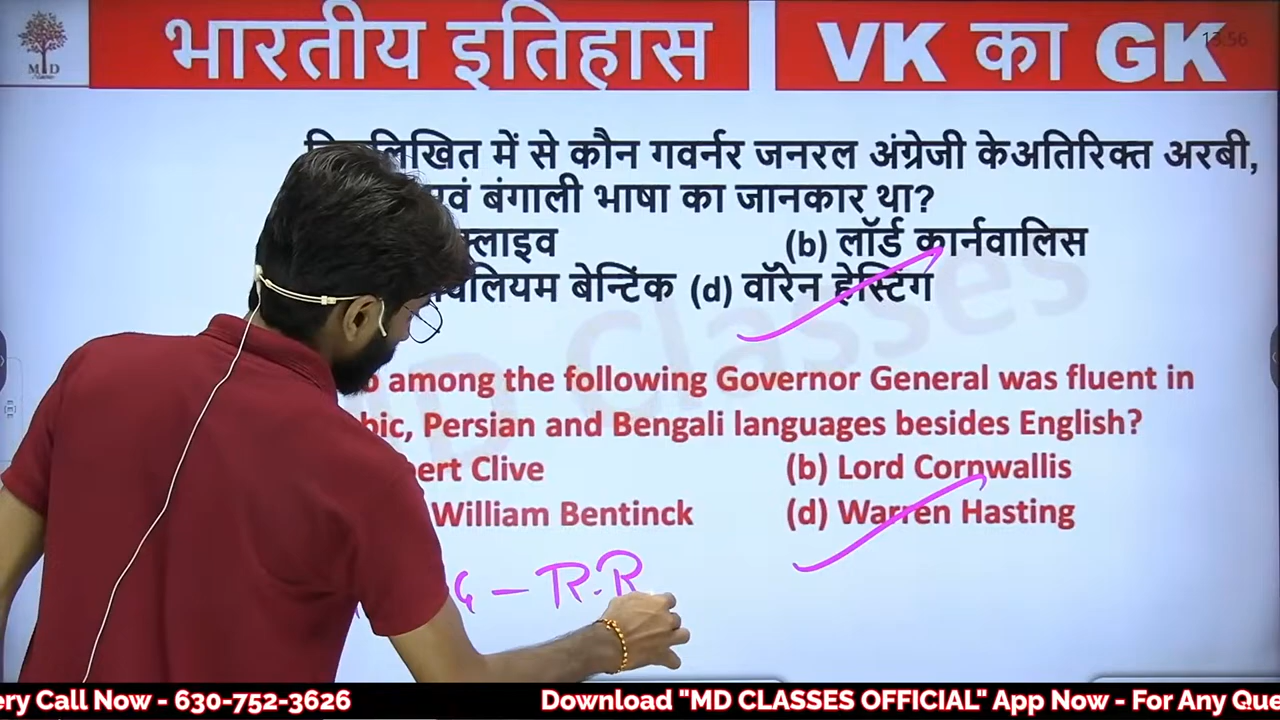 भारतीय इतिहास
VK का GK
13:56
M D
में से कौन गवर्नर जनरल अंग्रेजी केअतिरिक्त अरबी,
एवं बंगाली भाषा का जानकार था?
क्लाइव
(b) लॉर्ड कार्नवालिस
विलियम बेन्टिंक (d) वॉरेन हेस्टिंग
MD Classes
among the following Governor General was fluent in
Persian and Bengali languages besides English?
Clive
(b) Lord Cornwallis
William Bentinck
(d) Warren Hasting
– R.R
ery Call Now - 630-752-3626
Download "MD CLASSES OFFICIAL" App Now - For Any Que